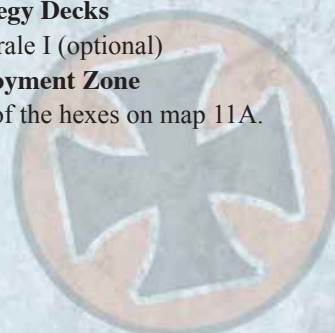 egy Decks
rale I (optional)
oyment Zone
of the hexes on map 11A.